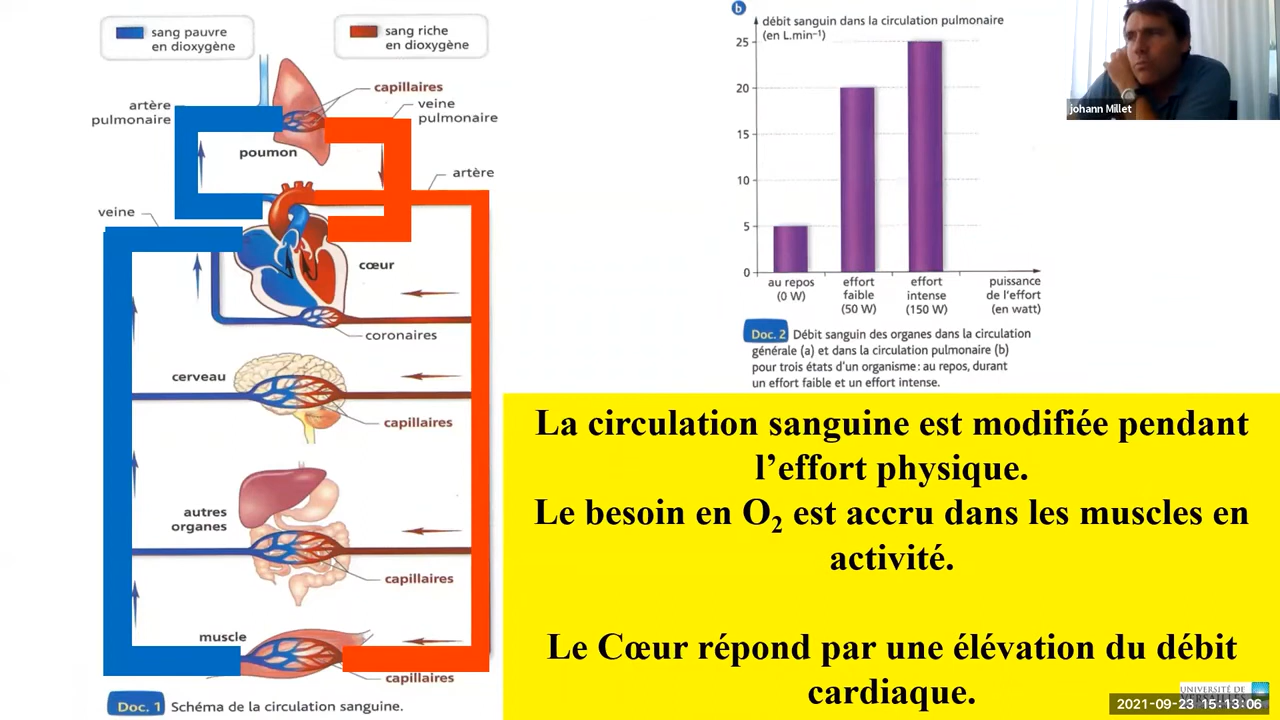 sang pauvre
en dioxygène
sang riche
en dioxygène
capillaires
artère
pulmonaire
veine
pulmonaire
poumon
artère
veine
cœur
coronaires
cerveau
capillaires
autres
organes
capillaires
muscle
capillaires
Doc. 1 Schéma de la circulation sanguine.
b
débit sanguin dans la circulation pulmonaire
(en L.min⁻¹)
25
20
15
10
5
0
au repos
(0 W)
effort
faible
(50 W)
effort
intense
(150 W)
puissance
de l'effort
(en watt)
Doc. 2 Débit sanguin des organes dans la circulation
générale (a) et dans la circulation pulmonaire (b)
pour trois états d'un organisme : au repos, durant
un effort faible et un effort intense.
johann Millet
La circulation sanguine est modifiée pendant
l'effort physique.
Le besoin en O₂ est accru dans les muscles en
activité.
Le Cœur répond par une élévation du débit
cardiaque.
UNIVERSITÉ DE
2021-09-23 15:13:06